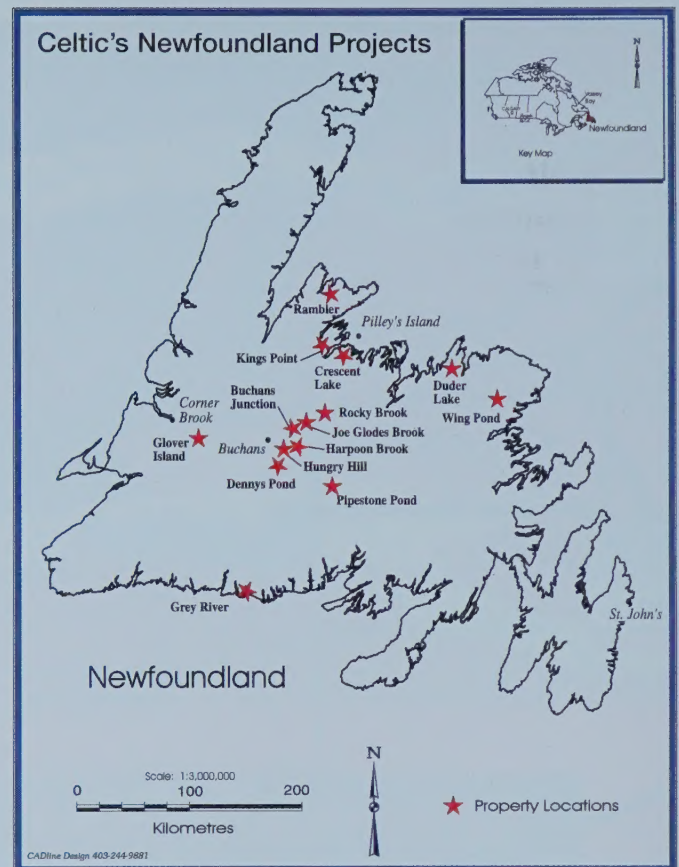 Celtic's Newfoundland Projects
N
Voisey
Bay
Newfoundland
Key Map
Rambler
Pilley's Island
Kings Point
Crescent
Lake
Duder
Lake
Wing Pond
Corner
Brook
Buchans
Junction
Rocky Brook
Joe Glodes Brook
Glover
Island
Buchans
Harpoon Brook
Hungry Hill
Dennys Pond
Pipestone Pond
Grey River
St. John's
Newfoundland
Scale: 1:3,000,000
0 100 200
Kilometres
N
Property Locations
CADline Design 403-244-9881